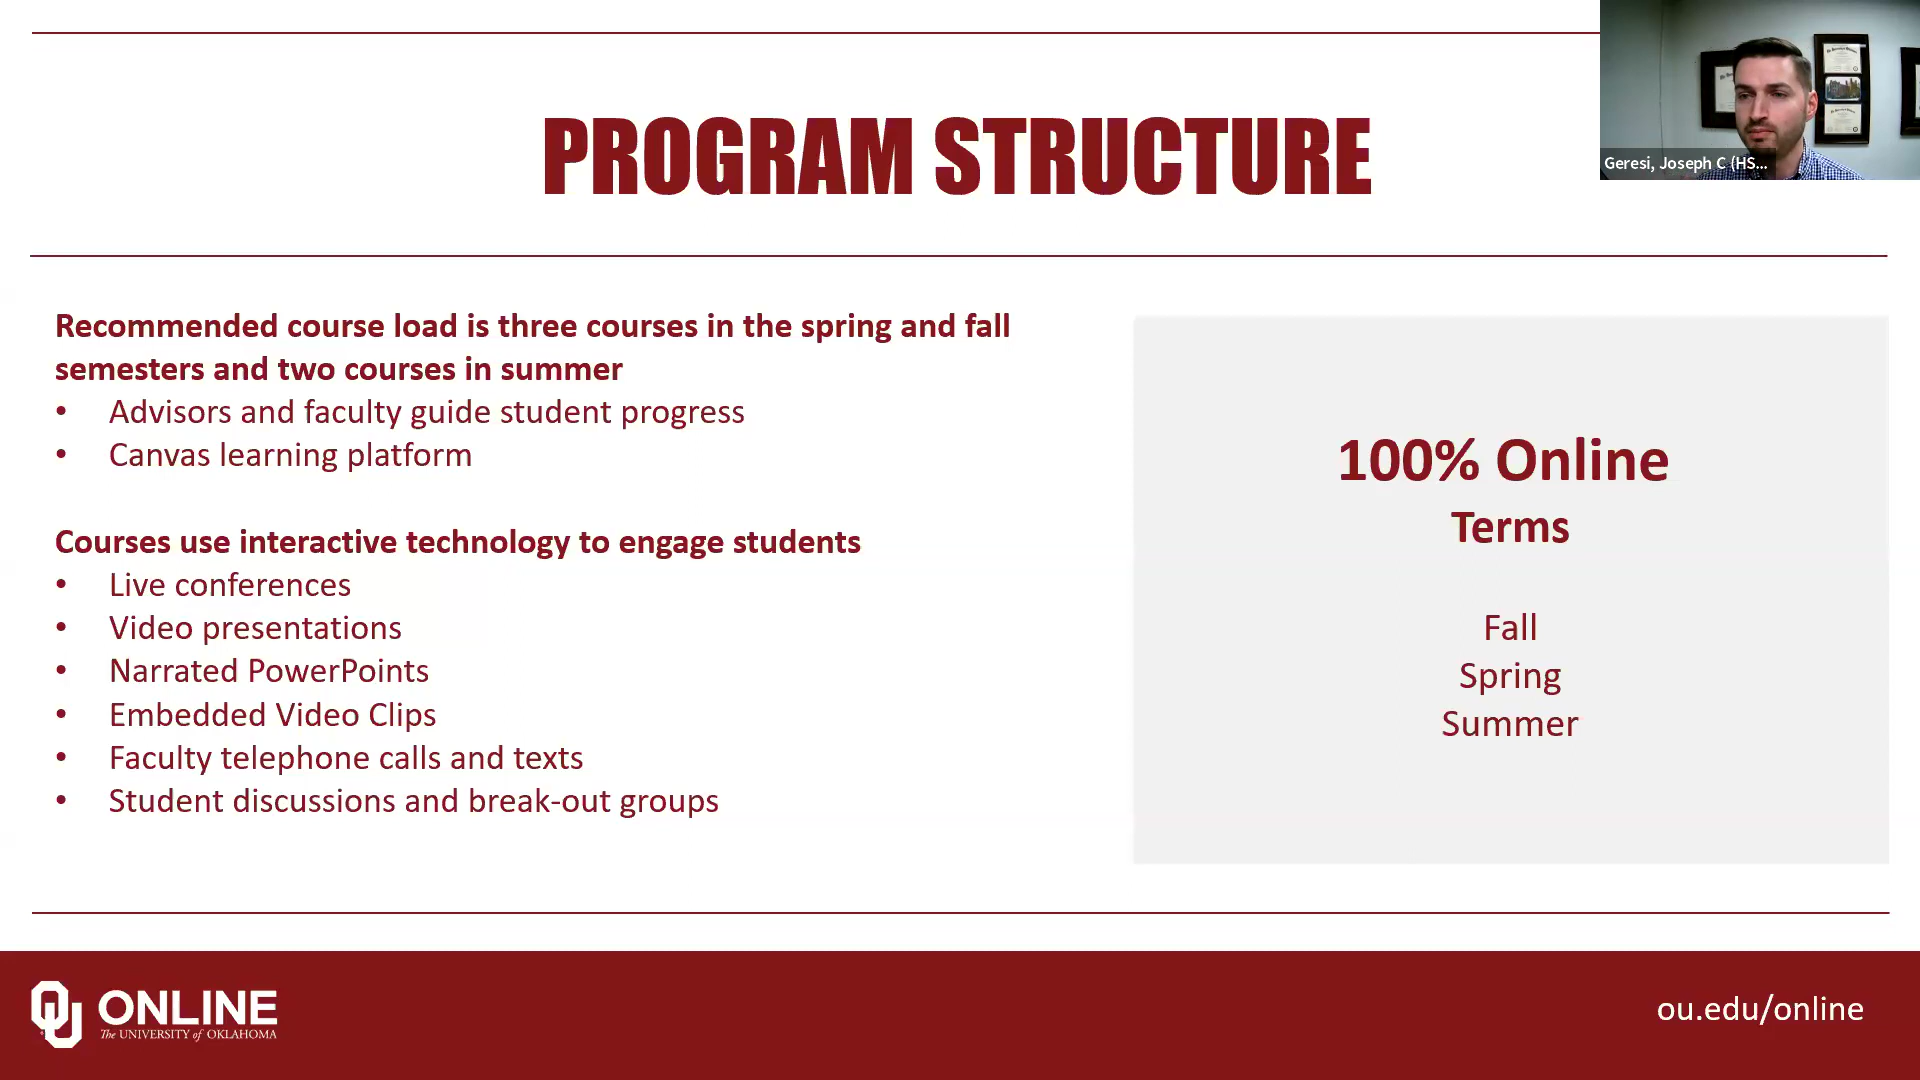 PROGRAM STRUCTURE
Geresi, Joseph C (HS...
Recommended course load is three courses in the spring and fall
semesters and two courses in summer
• Advisors and faculty guide student progress
• Canvas learning platform
Courses use interactive technology to engage students
• Live conferences
• Video presentations
• Narrated PowerPoints
• Embedded Video Clips
• Faculty telephone calls and texts
• Student discussions and break-out groups
100% Online
Terms
Fall
Spring
Summer
OU ONLINE
The UNIVERSITY of OKLAHOMA
ou.edu/online